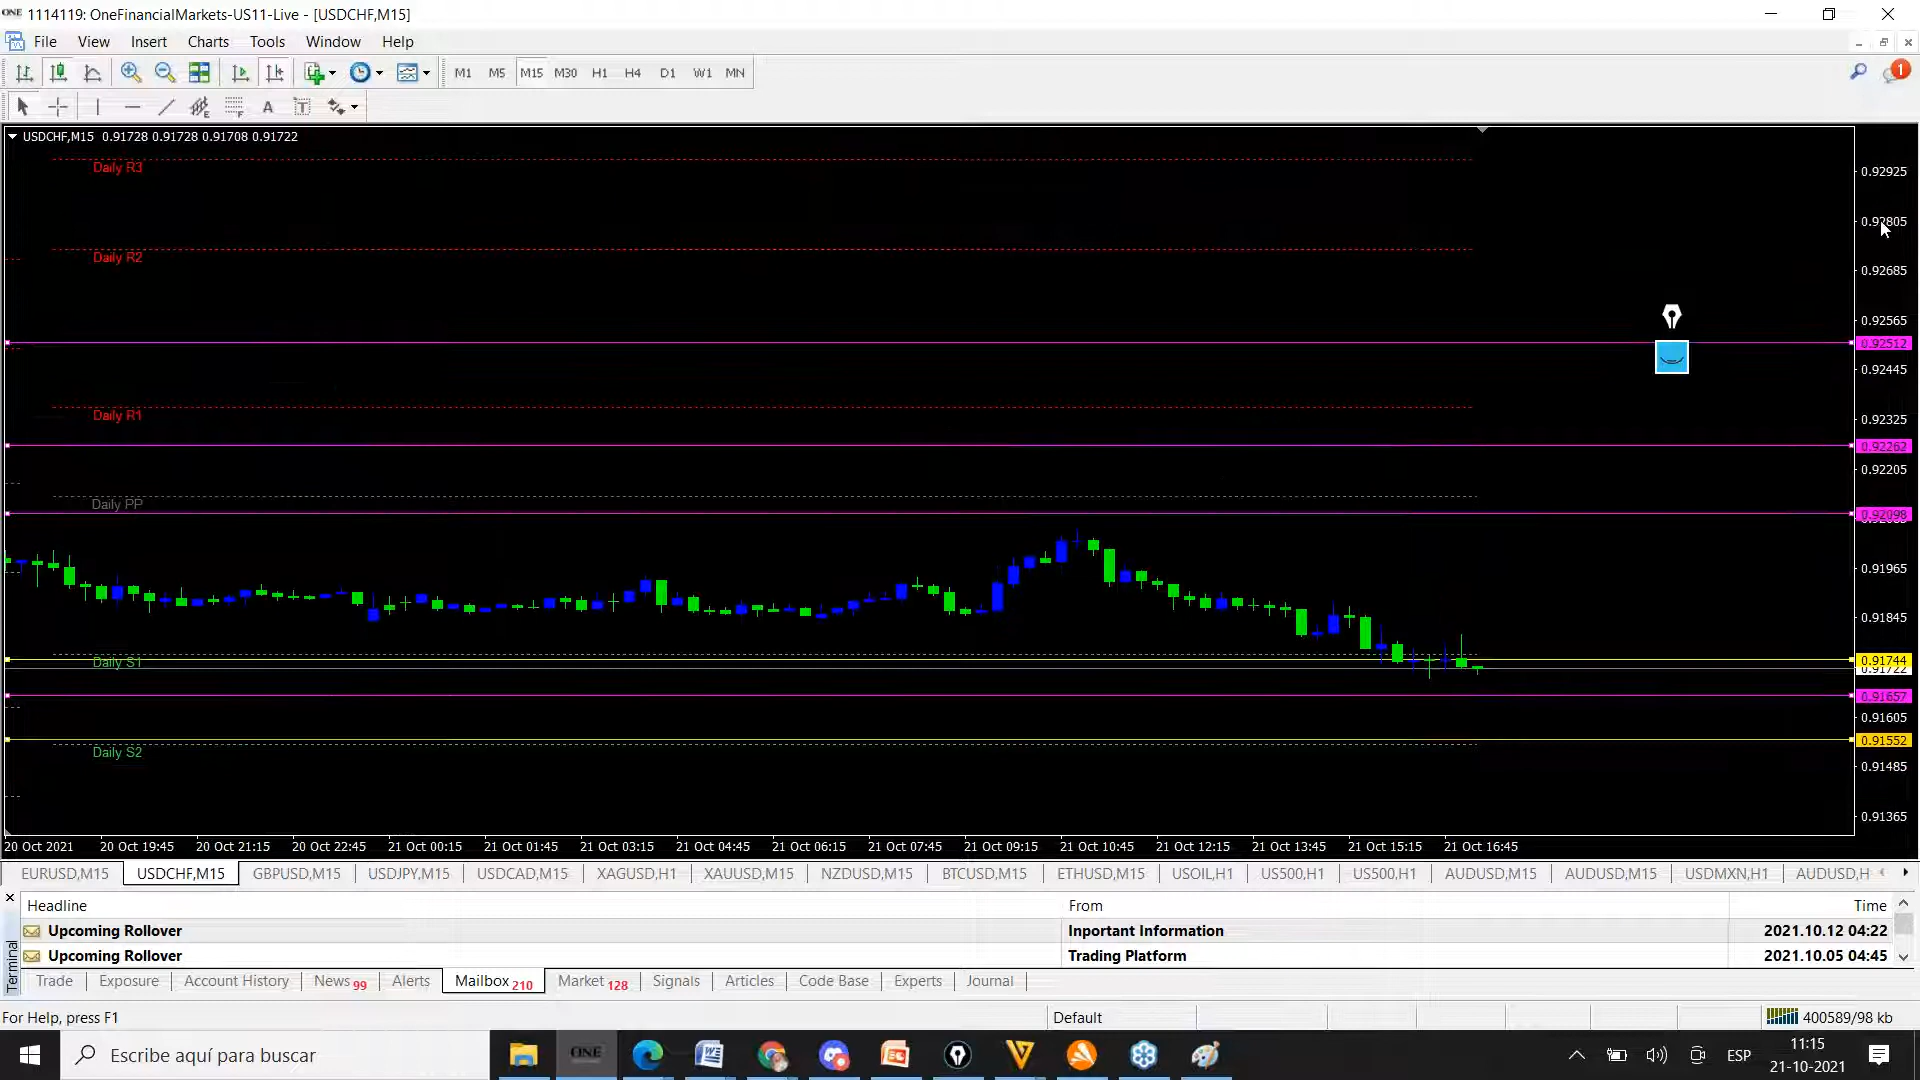 ONE 1114119: OneFinancialMarkets-US11-Live - [USDCHF,M15]
File View Insert Charts Tools Window Help
M1 M5 M15 M30 H1 H4 D1 W1 MN 1
A T
USDCHF,M15 0.91728 0.91728 0.91708 0.91722
Daily R3
0.92925
0.92805
Daily R2
0.92685
0.92565
0.92512
0.92445
Daily R1
0.92325
0.92262
0.92205
Daily PP
0.92098
0.91965
0.91845
Daily S1
0.91744
0.91722
0.91657
0.91605
Daily S2
0.91552
0.91485
0.91365
20 Oct 2021 20 Oct 19:45 20 Oct 21:15 20 Oct 22:45 21 Oct 00:15 21 Oct 01:45 21 Oct 03:15 21 Oct 04:45 21 Oct 06:15 21 Oct 07:45 21 Oct 09:15 21 Oct 10:45 21 Oct 12:15 21 Oct 13:45 21 Oct 15:15 21 Oct 16:45
EURUSD,M15 USDCHF,M15 GBPUSD,M15 USDJPY,M15 USDCAD,M15 XAGUSD,H1 XAUUSD,M15 NZDUSD,M15 BTCUSD,M15 ETHUSD,M15 USOIL,H1 US500,H1 US500,H1 AUDUSD,M15 AUDUSD,M15 USDMXN,H1 AUDUSD,H
Headline From Time
Upcoming Rollover Inportant Information 2021.10.12 04:22
Upcoming Rollover Trading Platform 2021.10.05 04:45
Terminal
Trade Exposure Account History News 99 Alerts Mailbox 210 Market 128 Signals Articles Code Base Experts Journal
For Help, press F1 Default 400589/98 kb
Escribe aquí para buscar ONE ESP 11:15
21-10-2021